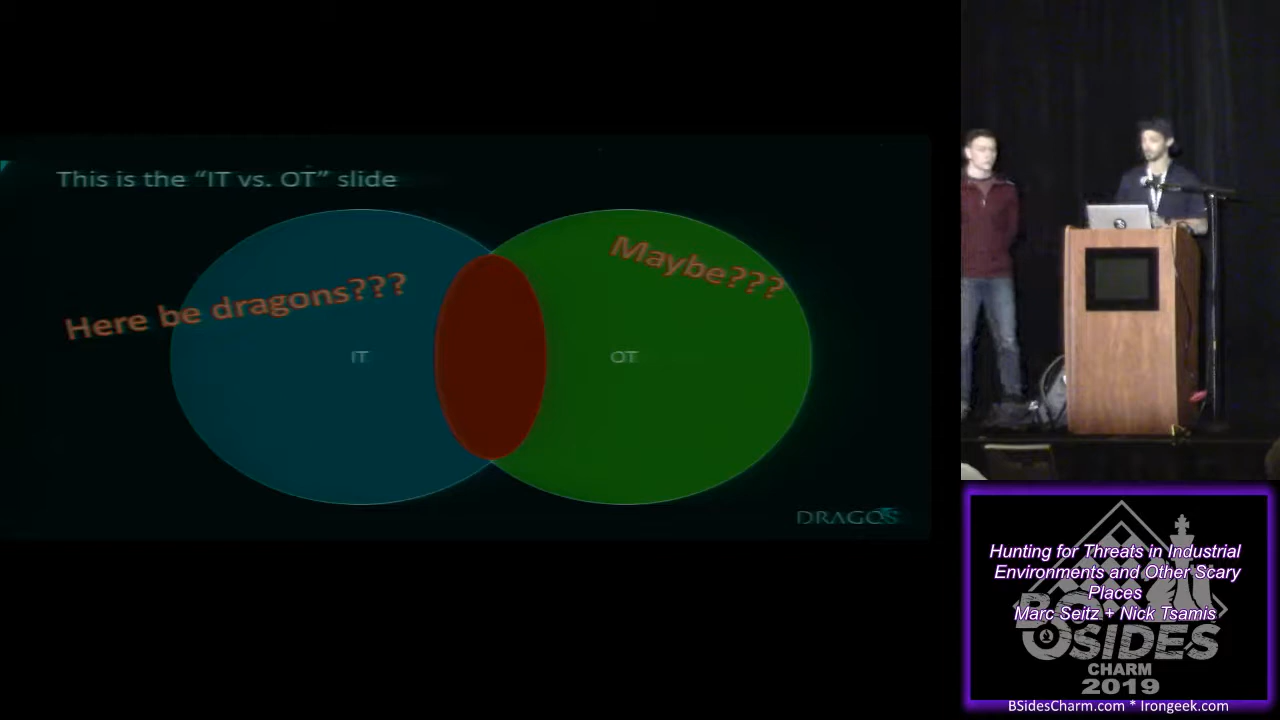 This is the “IT vs. OT” slide
Here be dragons???
Maybe???
IT
OT
DRAGOS
Hunting for Threats in Industrial
Environments and Other Scary
Places
Marc Seitz + Nick Tsamis
BSIDES
CHARM
2019
BSidesCharm.com * Irongeek.com